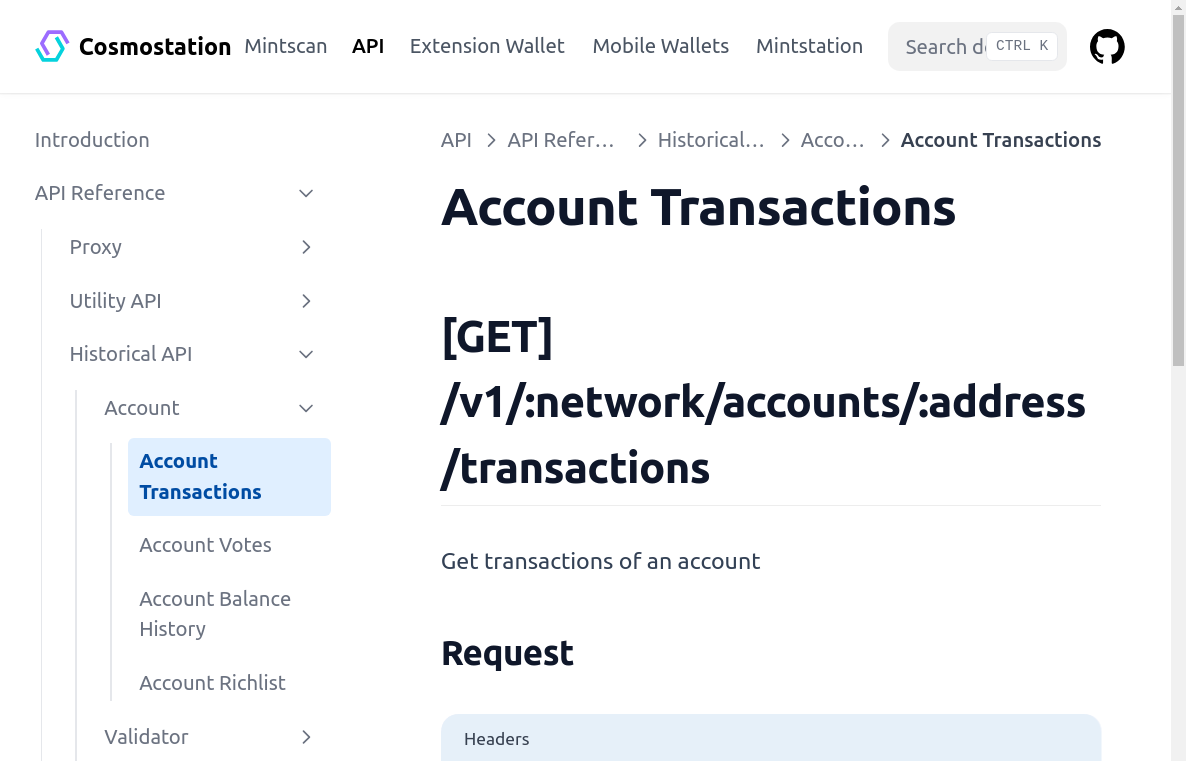 Cosmostation Mintscan API Extension Wallet Mobile Wallets Mintstation CTRL K
Introduction
API Reference
Proxy
Utility API
Historical API
Account
Account
Transactions
Account Votes
Account Balance
History
Account Richlist
Validator
API API Refer… Historical… Acco… Account Transactions
Account Transactions
[GET]
/v1/:network/accounts/:address
/transactions
Get transactions of an account
Request
Headers